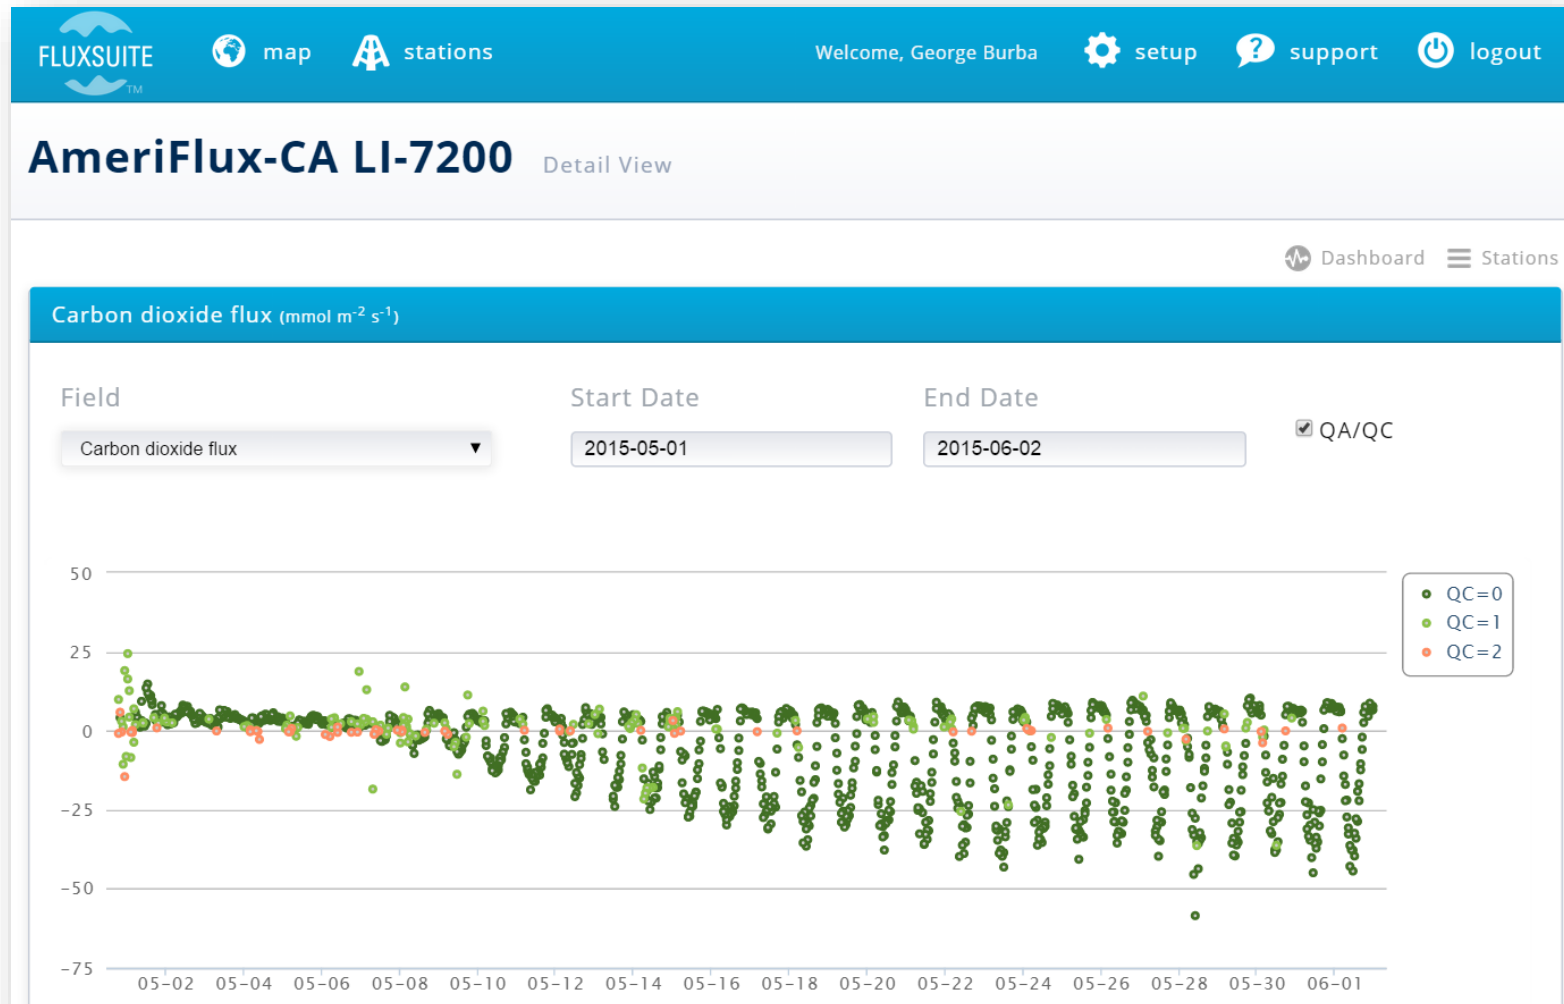 FLUXSUITE TM
map
stations
Welcome, George Burba
setup
support
logout
AmeriFlux-CA LI-7200 Detail View
Dashboard
Stations
Carbon dioxide flux (mmol m⁻² s⁻¹)
Field
Start Date
End Date
Carbon dioxide flux
2015-05-01
2015-06-02
QA/QC
50
25
0
−25
−50
−75
QC=0
QC=1
QC=2
05-02 05-04 05-06 05-08 05-10 05-12 05-14 05-16 05-18 05-20 05-22 05-24 05-26 05-28 05-30 06-01